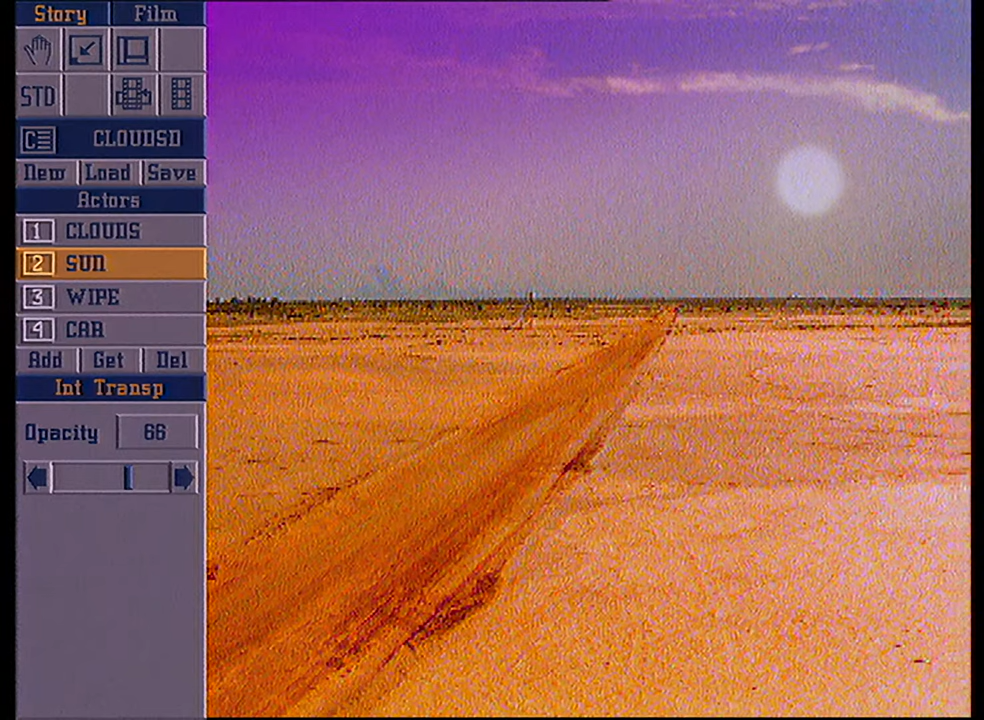 Story Film
STD
C CLOUDSD
New Load Save
Actors
1 CLOUDS
2 SUN
3 WIPE
4 CAR
Add Get Del
Int Transp
Opacity 66